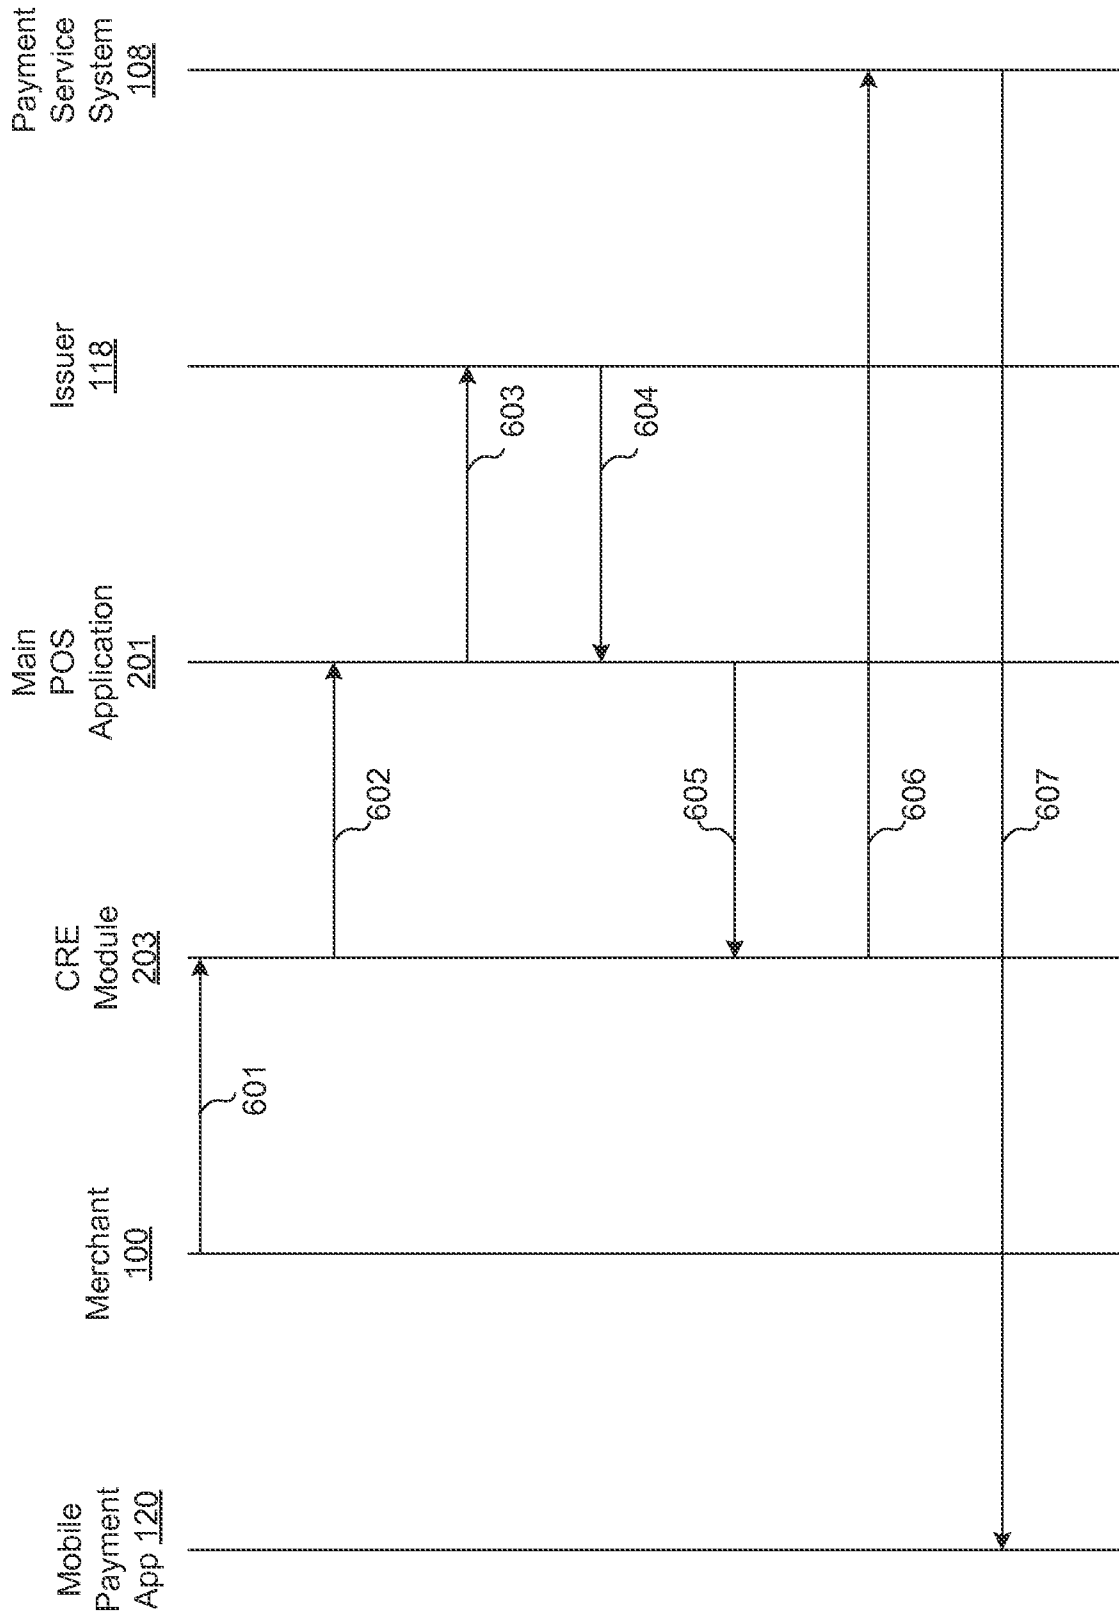 Mobile
Payment
App 120
Merchant
100
CRE
Module
203
Main
POS
Application
201
Issuer
118
Payment
Service
System
108
601
602
603
604
605
606
607